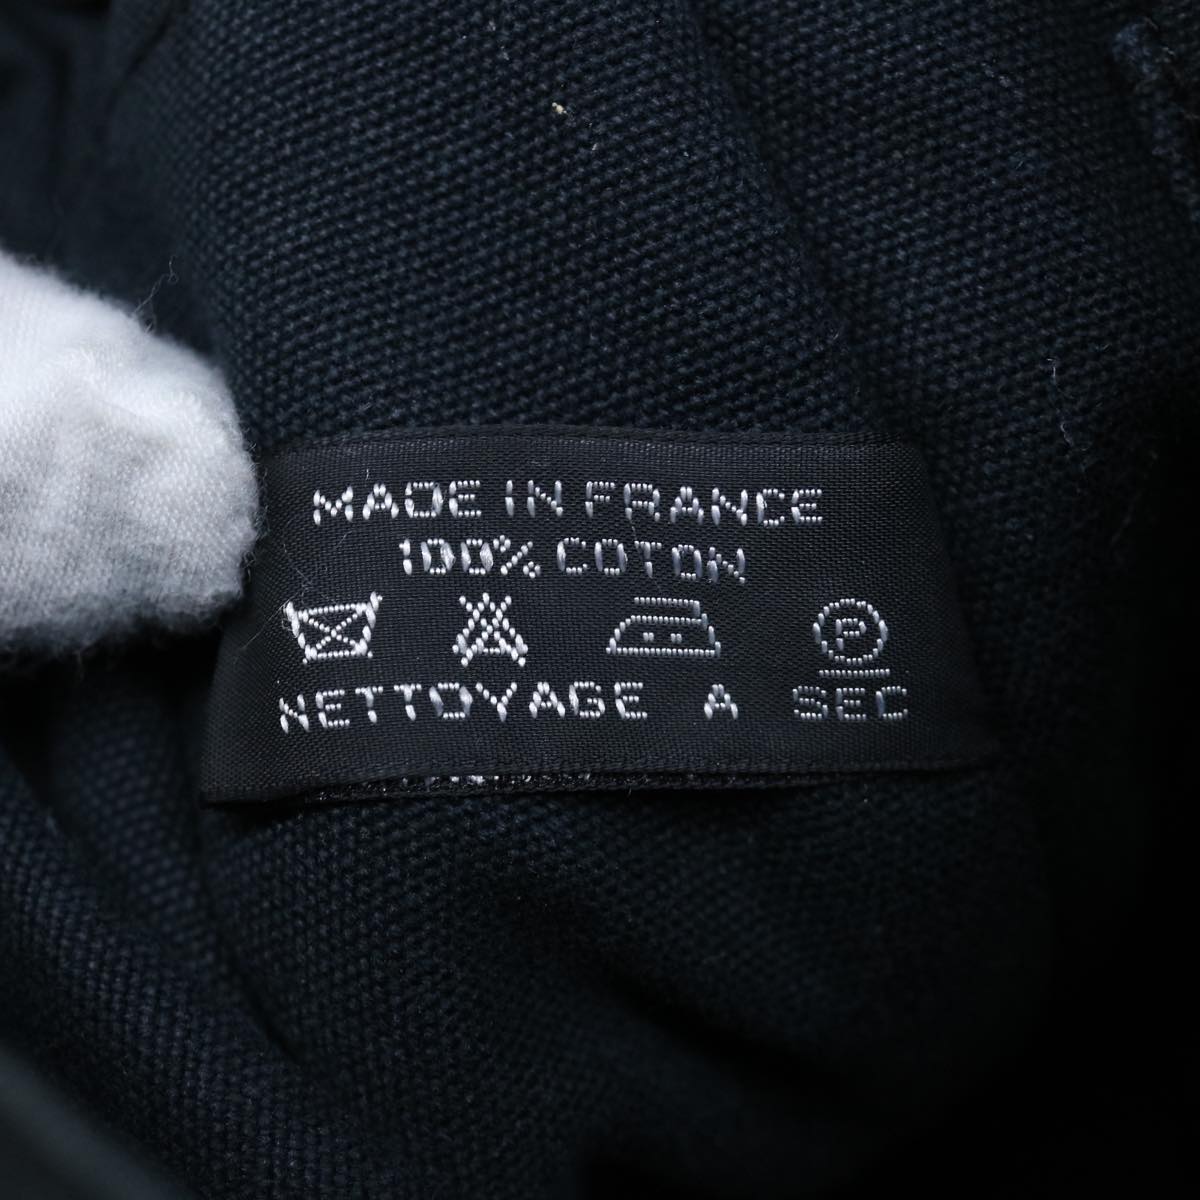 MADE IN FRANCE
100% COTON
P
NETTOYAGE A SEC